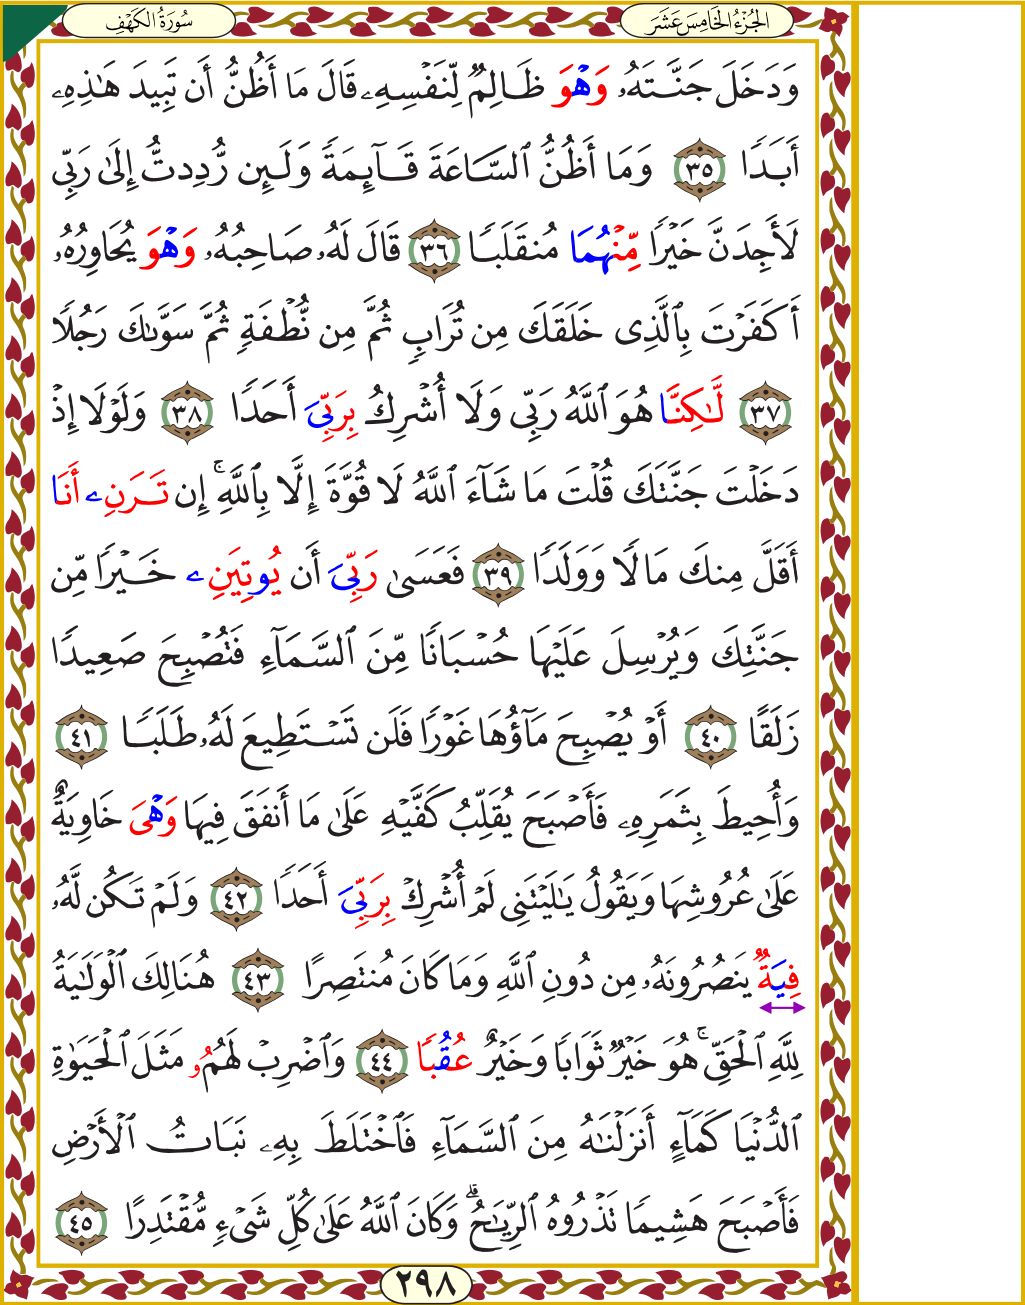 الجُزْءُ الْخَامِسَ عَشَرَ
سُورَةُ الكَهْفِ
وَدَخَلَ جَنَّتَهُۥ وَهْوَ ظَالِمٌ لِّنَفْسِهِۦ قَالَ مَا أَظُنُّ أَن تَبِيدَ هَٰذِهِۦ
أَبَدٗا ٣٥ وَمَا أَظُنُّ ٱلسَّاعَةَ قَآئِمَةٗ وَلَئِن رُّدِدتُّ إِلَىٰ رَبِّي
لَأَجِدَنَّ خَيْرٗا مِّنْهُمَا مُنقَلَبٗا ٣٦ قَالَ لَهُۥ صَاحِبُهُۥ وَهْوَ يُحَاوِرُهُۥ
أَكَفَرْتَ بِٱلَّذِي خَلَقَكَ مِن تُرَابٖ ثُمَّ مِن نُّطْفَةٖ ثُمَّ سَوَّىٰكَ رَجُلٗا
٣٧ لَّٰكِنَّا هُوَ ٱللَّهُ رَبِّي وَلَا أُشْرِكُ بِرَبِّيَ أَحَدٗا ٣٨ وَلَوْلَا إِذْ
دَخَلْتَ جَنَّتَكَ قُلْتَ مَا شَآءَ ٱللَّهُ لَا قُوَّةَ إِلَّا بِٱللَّهِۚ إِن تَرَنِۦ أَنَا
أَقَلَّ مِنكَ مَالٗا وَوَلَدٗا ٣٩ فَعَسَىٰ رَبِّيَ أَن يُوتِيَنِۦ خَيْرٗا مِّن
جَنَّتِكَ وَيُرْسِلَ عَلَيْهَا حُسْبَانٗا مِّنَ ٱلسَّمَآءِ فَتُصْبِحَ صَعِيدٗا
زَلَقًا ٤٠ أَوْ يُصْبِحَ مَآؤُهَا غَوْرٗا فَلَن تَسْتَطِيعَ لَهُۥ طَلَبٗا ٤١
وَأُحِيطَ بِثَمَرِهِۦ فَأَصْبَحَ يُقَلِّبُ كَفَّيْهِ عَلَىٰ مَا أَنفَقَ فِيهَا وَهْيَ خَاوِيَةٌ
عَلَىٰ عُرُوشِهَا وَيَقُولُ يَٰلَيْتَنِي لَمْ أُشْرِكْ بِرَبِّيَ أَحَدٗا ٤٢ وَلَمْ تَكُن لَّهُۥ
فِيَةٌ يَنصُرُونَهُۥ مِن دُونِ ٱللَّهِ وَمَا كَانَ مُنتَصِرًا ٤٣ هُنَالِكَ ٱلْوَلَٰيَةُ
لِلَّهِ ٱلْحَقِّۚ هُوَ خَيْرٌ ثَوَابٗا وَخَيْرٌ عُقُبٗا ٤٤ وَٱضْرِبْ لَهُمُۥ مَثَلَ ٱلْحَيَوٰةِ
ٱلدُّنْيَا كَمَآءٍ أَنزَلْنَٰهُ مِنَ ٱلسَّمَآءِ فَٱخْتَلَطَ بِهِۦ نَبَاتُ ٱلْأَرْضِ
فَأَصْبَحَ هَشِيمٗا تَذْرُوهُ ٱلرِّيَٰحُۗ وَكَانَ ٱللَّهُ عَلَىٰ كُلِّ شَيْءٖ مُّقْتَدِرًا ٤٥
٢٩٨